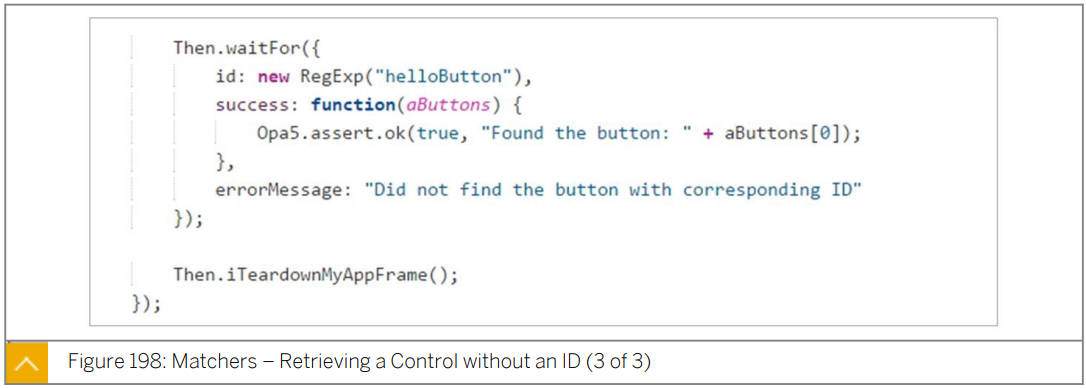 Then.waitFor({
id: new RegExp("helloButton"),
success: function(aButtons) {
Opa5.assert.ok(true, "Found the button: " + aButtons[0]);
},
errorMessage: "Did not find the button with corresponding ID"
});
Then.iTeardownMyAppFrame();
});
Figure 198: Matchers – Retrieving a Control without an ID (3 of 3)